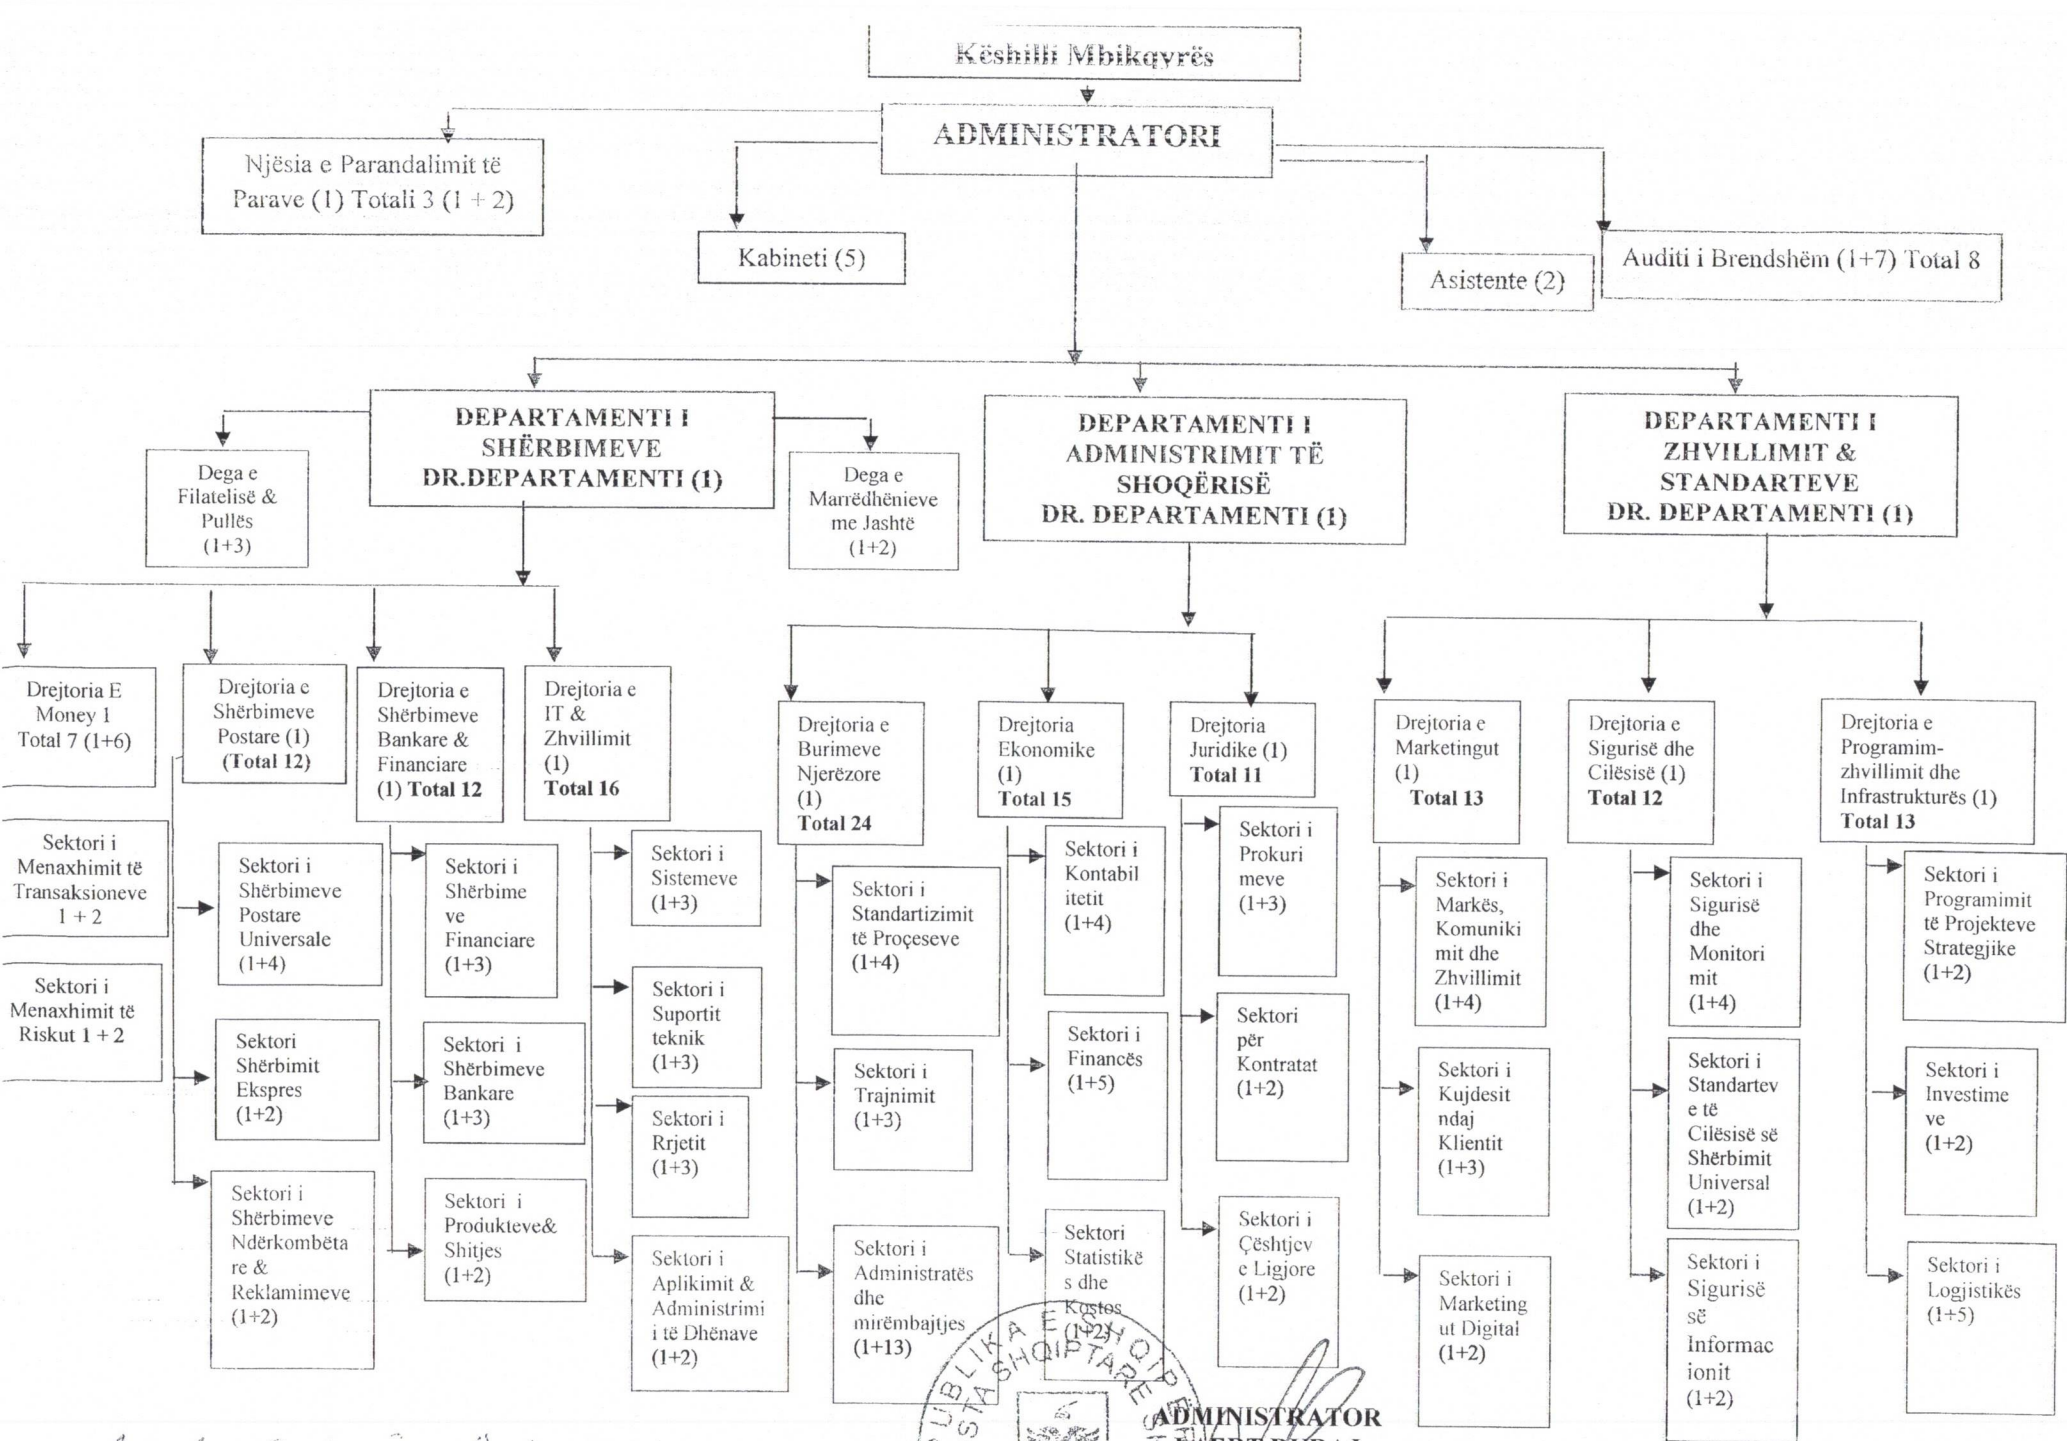 Këshilli Mbikqyrës
ADMINISTRATORI
Njësia e Parandalimit të
Parave (1) Totali 3 (1 + 2)
Kabineti (5)
Asistente (2)
Auditi i Brendshëm (1+7) Total 8
DEPARTAMENTI I
SHËRBIMEVE
DR.DEPARTAMENTI (1)
Dega e
Filatelisë &
Pullës
(1+3)
Dega e
Marrëdhënieve
me Jashtë
(1+2)
DEPARTAMENTI I
ADMINISTRIMIT TË
SHOQËRISË
DR. DEPARTAMENTI (1)
DEPARTAMENTI I
ZHVILLIMIT &
STANDARTEVE
DR. DEPARTAMENTI (1)
Drejtoria E
Money 1
Total 7 (1+6)
Sektori i
Menaxhimit të
Transaksioneve
1 + 2
Sektori i
Menaxhimit të
Riskut 1 + 2
Drejtoria e
Shërbimeve
Postare (1)
(Total 12)
Sektori i
Shërbimeve
Postare
Universale
(1+4)
Sektori
Shërbimit
Ekspres
(1+2)
Sektori i
Shërbimeve
Ndërkombëta
re &
Reklamimeve
(1+2)
Drejtoria e
Shërbimeve
Bankare &
Financiare
(1) Total 12
Sektori i
Shërbime
ve
Financiare
(1+3)
Sektori i
Shërbimeve
Bankare
(1+3)
Sektori i
Produkteve&
Shitjes
(1+2)
Drejtoria e
IT &
Zhvillimit
(1)
Total 16
Sektori i
Sistemeve
(1+3)
Sektori i
Suportit
teknik
(1+3)
Sektori i
Rrjetit
(1+3)
Sektori i
Aplikimit &
Administrimi
i të Dhënave
(1+2)
Drejtoria e
Burimeve
Njerëzore
(1)
Total 24
Sektori i
Standartizimit
të Proçeseve
(1+4)
Sektori i
Trajnimit
(1+3)
Sektori i
Administratës
dhe
mirëmbajtjes
(1+13)
Drejtoria
Ekonomike
(1)
Total 15
Sektori i
Kontabil
itetit
(1+4)
Sektori i
Financës
(1+5)
Sektori
Statistikë
s dhe
Kostos
(1+2)
Drejtoria
Juridike (1)
Total 11
Sektori i
Prokuri
meve
(1+3)
Sektori
për
Kontratat
(1+2)
Sektori i
Çështjev
e Ligjore
(1+2)
Drejtoria e
Marketingut
(1)
Total 13
Sektori i
Markës,
Komuniki
mit dhe
Zhvillimit
(1+4)
Sektori i
Kujdesit
ndaj
Klientit
(1+3)
Sektori i
Marketing
ut Digital
(1+2)
Drejtoria e
Sigurisë dhe
Cilësisë (1)
Total 12
Sektori i
Sigurisë
dhe
Monitori
mit
(1+4)
Sektori i
Standartev
e të
Cilësisë së
Shërbimit
Universal
(1+2)
Sektori i
Sigurisë
së
Informac
ionit
(1+2)
Drejtoria e
Programim-
zhvillimit dhe
Infrastrukturës (1)
Total 13
Sektori i
Programimit
të Projekteve
Strategjike
(1+2)
Sektori i
Investime
ve
(1+2)
Sektori i
Logjistikës
(1+5)
ADMINISTRATOR